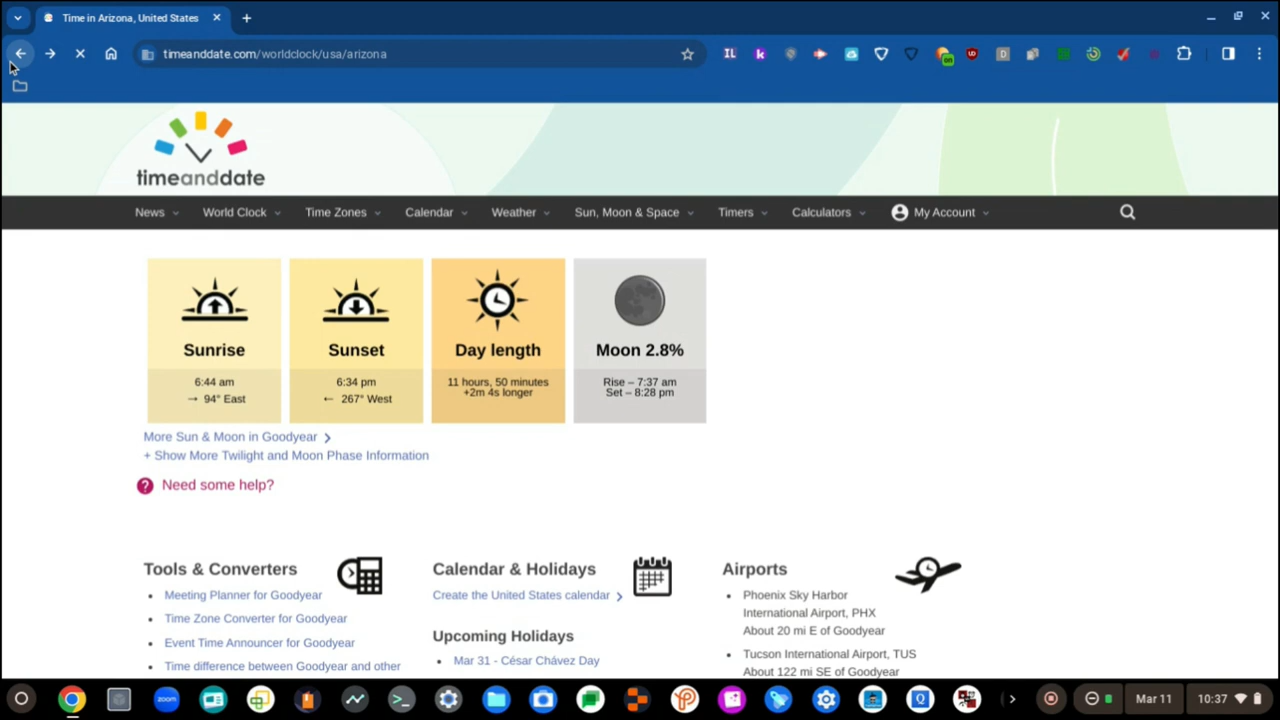 Time in Arizona, United States
timeanddate.com/worldclock/usa/arizona
IL
k
on
UD
D
timeanddate
News
World Clock
Time Zones
Calendar
Weather
Sun, Moon & Space
Timers
Calculators
My Account
Sunrise
6:44 am
→ 94° East
Sunset
6:34 pm
← 267° West
Day length
11 hours, 50 minutes
+2m 4s longer
Moon 2.8%
Rise – 7:37 am
Set – 8:28 pm
More Sun & Moon in Goodyear
+ Show More Twilight and Moon Phase Information
? Need some help?
Tools & Converters
• Meeting Planner for Goodyear
• Time Zone Converter for Goodyear
• Event Time Announcer for Goodyear
• Time difference between Goodyear and other
Calendar & Holidays
Create the United States calendar
Upcoming Holidays
• Mar 31 - César Chávez Day
Airports
• Phoenix Sky Harbor
International Airport, PHX
About 20 mi E of Goodyear
• Tucson International Airport, TUS
About 122 mi SE of Goodyear
zoom
Q
Mar 11
10:37